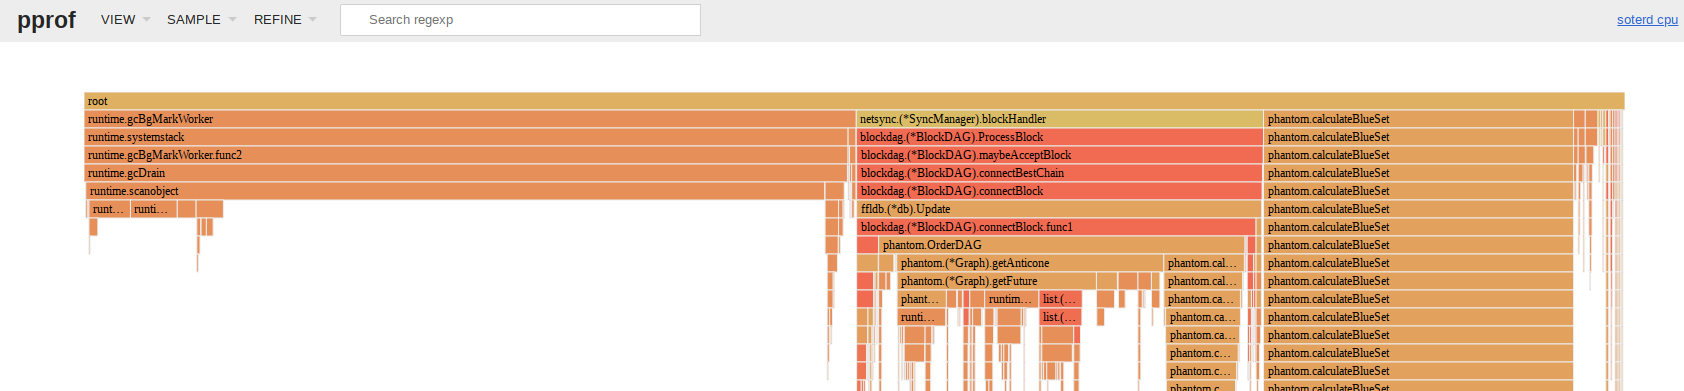 pprof VIEW SAMPLE REFINE Search regexp soterd cpu
root
runtime.gcBgMarkWorker netsync.(*SyncManager).blockHandler phantom.calculateBlueSet
runtime.systemstack blockdag.(*BlockDAG).ProcessBlock phantom.calculateBlueSet
runtime.gcBgMarkWorker.func2 blockdag.(*BlockDAG).maybeAcceptBlock phantom.calculateBlueSet
runtime.gcDrain blockdag.(*BlockDAG).connectBestChain phantom.calculateBlueSet
runtime.scanobject blockdag.(*BlockDAG).connectBlock phantom.calculateBlueSet
runt… runti… ffldb.(*db).Update phantom.calculateBlueSet
blockdag.(*BlockDAG).connectBlock.func1 phantom.calculateBlueSet
phantom.OrderDAG phantom.calculateBlueSet
phantom.(*Graph).getAnticone phantom.cal… phantom.calculateBlueSet
phantom.(*Graph).getFuture phantom.cal… phantom.calculateBlueSet
phant… runtim… list.(… phantom.ca… phantom.calculateBlueSet
runti… list.(… phantom.ca… phantom.calculateBlueSet
phantom.ca… phantom.calculateBlueSet
phantom.c… phantom.calculateBlueSet
phantom.c… phantom.calculateBlueSet
phantom.c… phantom.calculateBlueSet